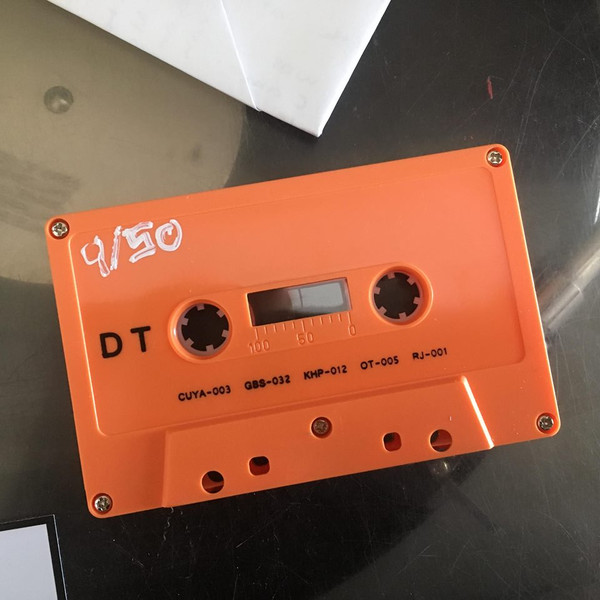 9/50
DT
100 50 0
CUYA-003 GBS-032 KHP-012 OT-005 RJ-001